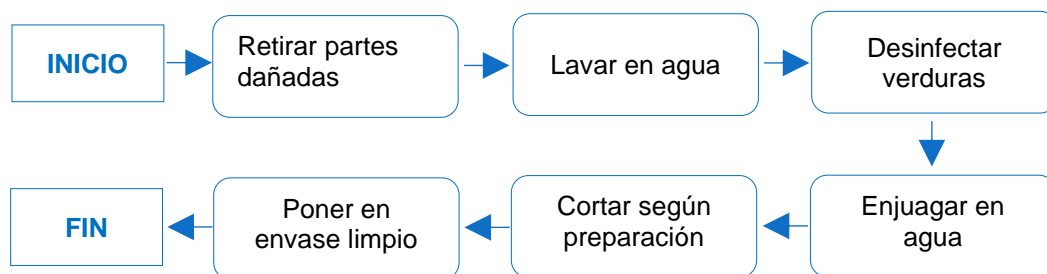 INICIO
Retirar partes
dañadas
Lavar en agua
Desinfectar
verduras
Enjuagar en
agua
Cortar según
preparación
Poner en
envase limpio
FIN